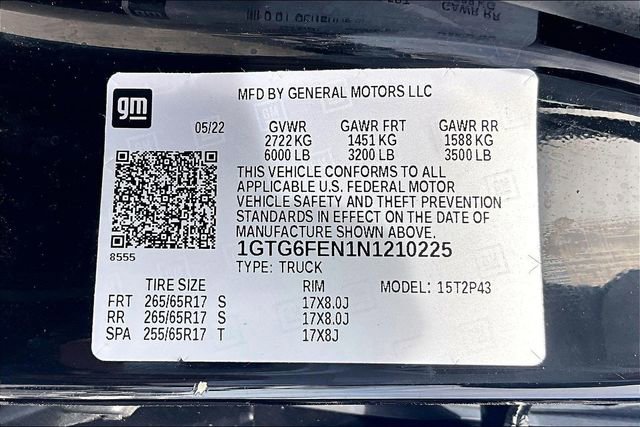 GAWR RR
gm
MFD BY GENERAL MOTORS LLC
05/22 GVWR GAWR FRT GAWR RR
2722 KG 1451 KG 1588 KG
6000 LB 3200 LB 3500 LB
THIS VEHICLE CONFORMS TO ALL
APPLICABLE U.S. FEDERAL MOTOR
VEHICLE SAFETY AND THEFT PREVENTION
STANDARDS IN EFFECT ON THE DATE OF
MANUFACTURE SHOWN ABOVE.
8555
1GTG6FEN1N1210225
TYPE: TRUCK
TIRE SIZE RIM MODEL: 15T2P43
FRT 265/65R17 S 17X8.0J
RR 265/65R17 S 17X8.0J
SPA 255/65R17 T 17X8J